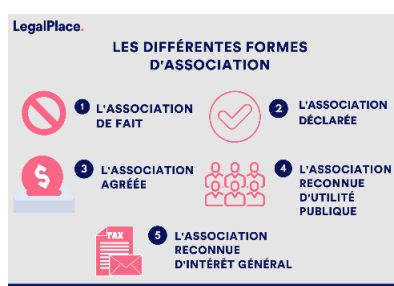 LegalPlace.
LES DIFFÉRENTES FORMES
D'ASSOCIATION
1 L'ASSOCIATION
DE FAIT
2 L'ASSOCIATION
DÉCLARÉE
3 L'ASSOCIATION
AGRÉÉE
4 L'ASSOCIATION
RECONNUE
D'UTILITÉ
PUBLIQUE
TAX
5 L'ASSOCIATION
RECONNUE
D'INTÉRÊT GÉNÉRAL